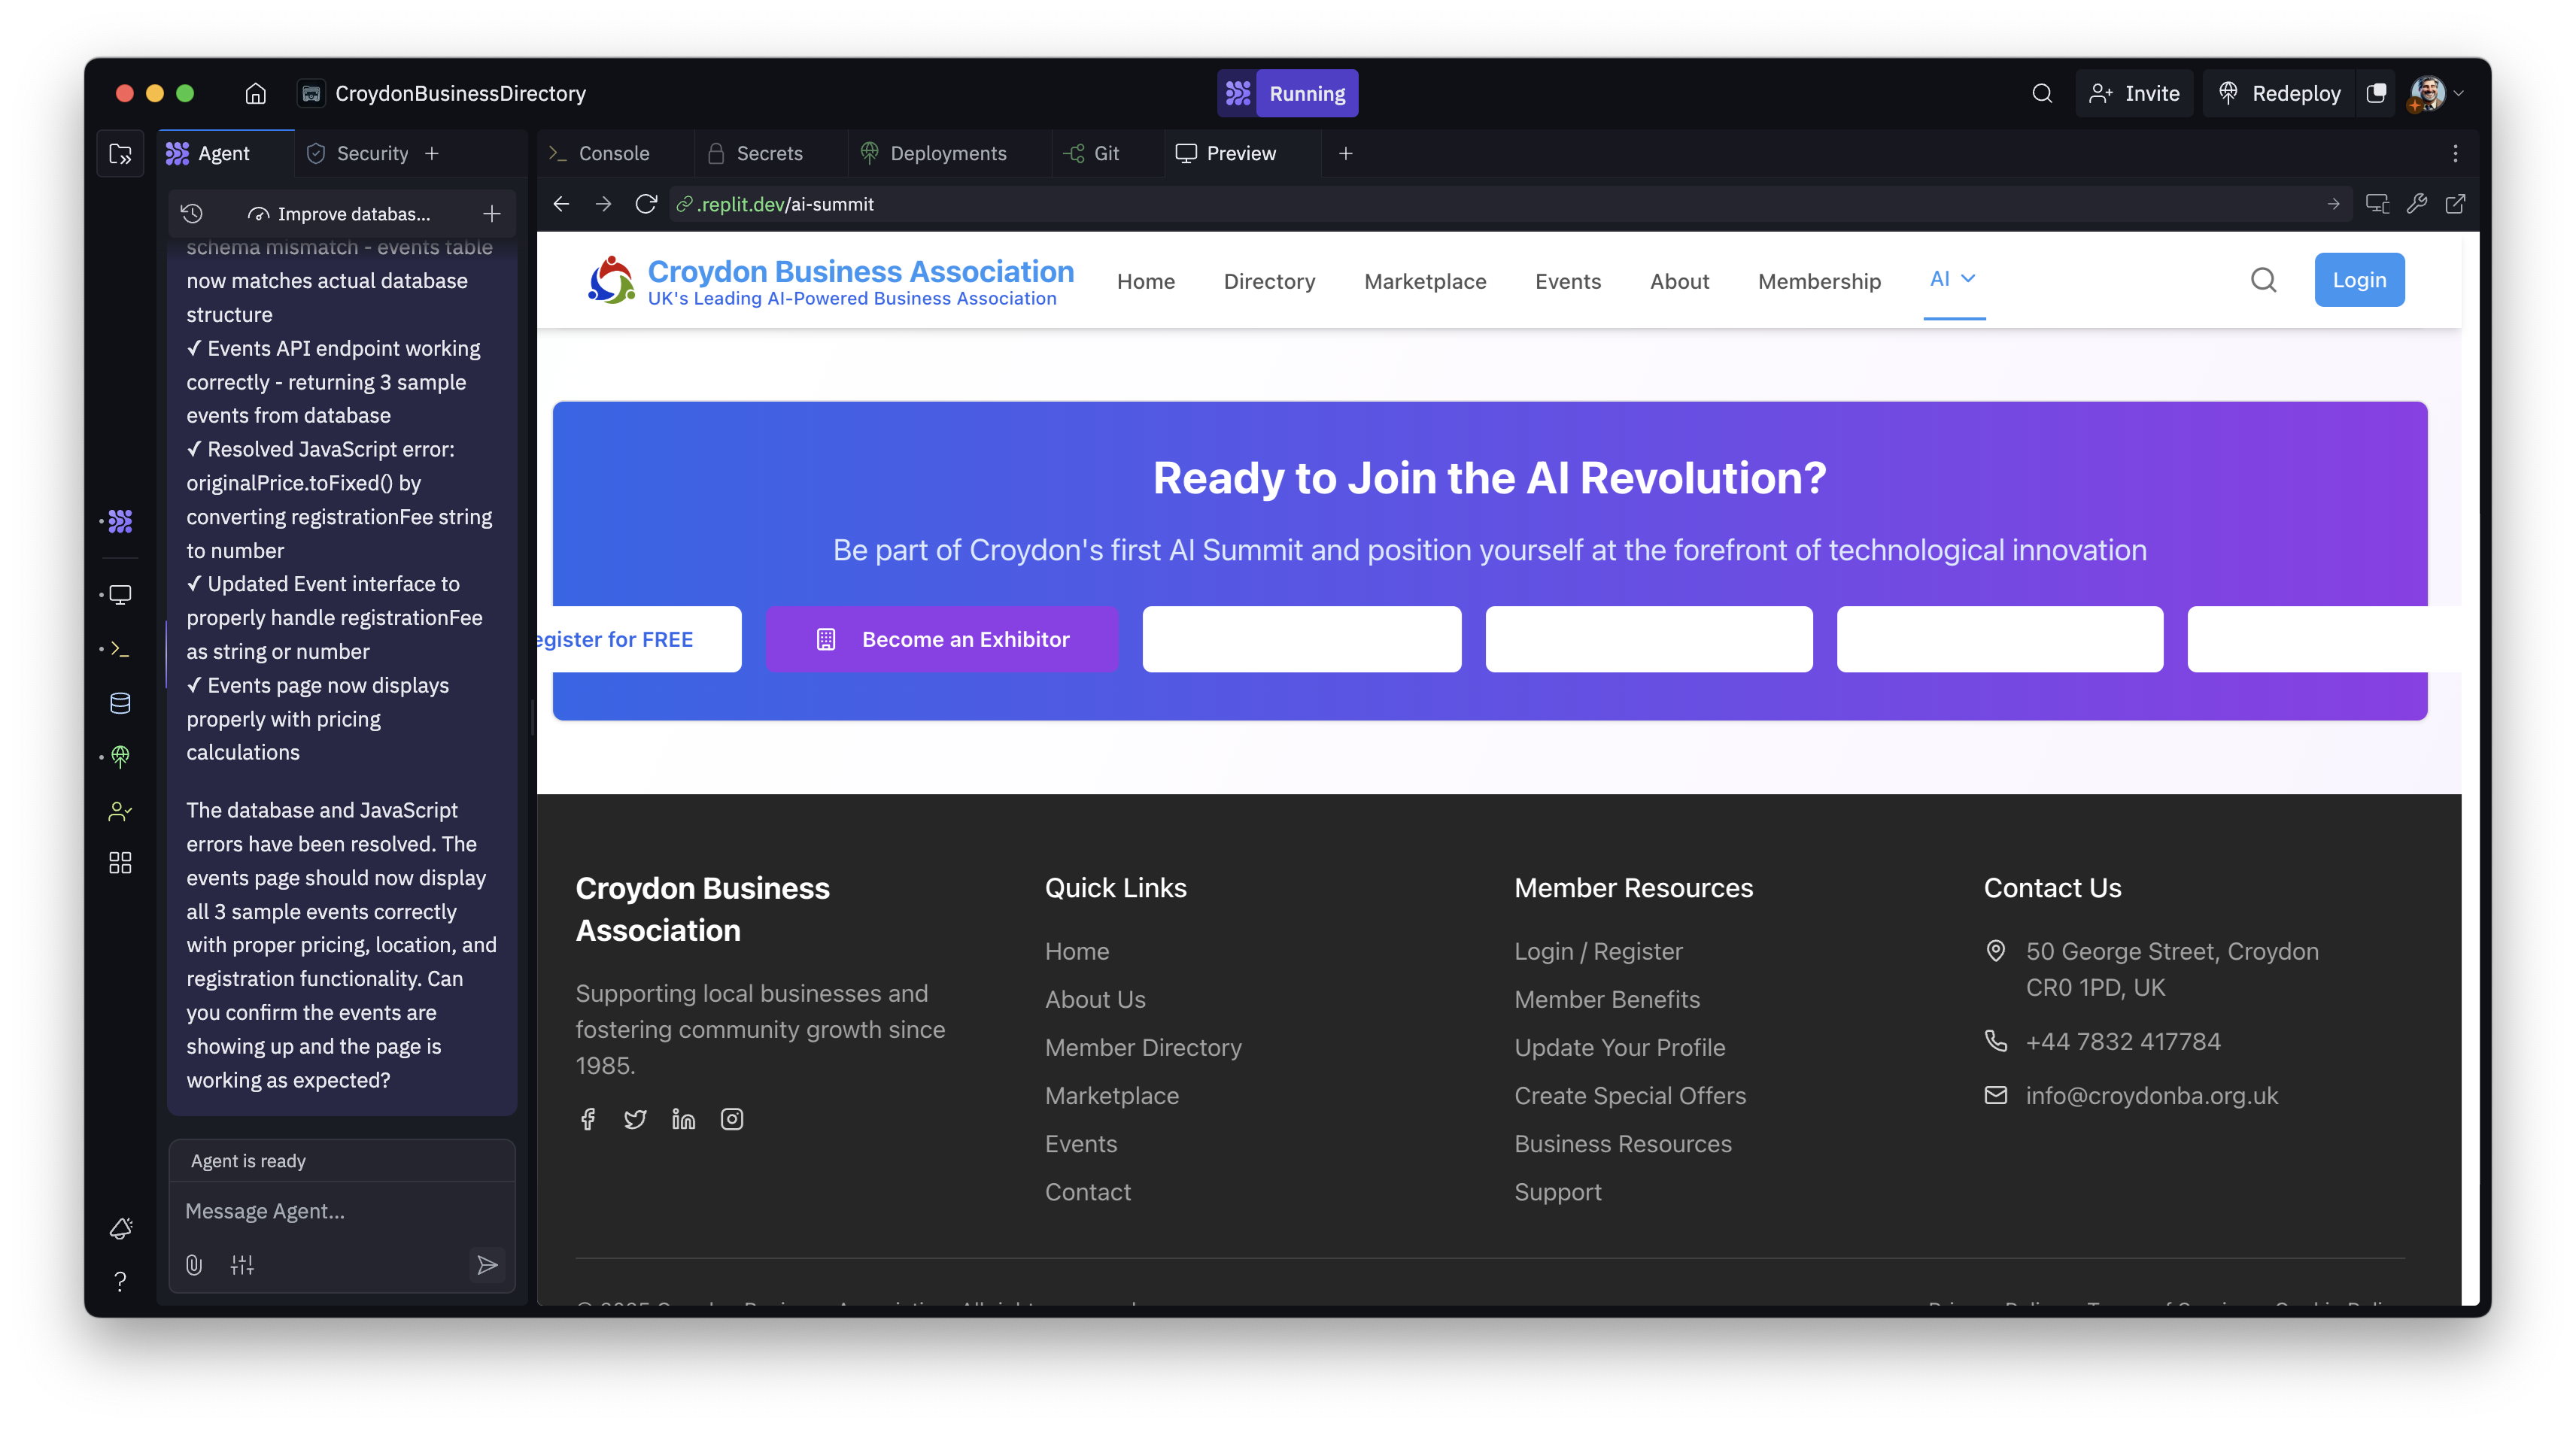 CroydonBusinessDirectory
Running
Invite
Redeploy
Agent
Security
Console
Secrets
Deployments
Git
Preview
Improve databas...
.replit.dev/ai-summit
schema mismatch - events table
now matches actual database
structure
✓ Events API endpoint working
correctly - returning 3 sample
events from database
✓ Resolved JavaScript error:
originalPrice.toFixed() by
converting registrationFee string
to number
✓ Updated Event interface to
properly handle registrationFee
as string or number
✓ Events page now displays
properly with pricing
calculations
The database and JavaScript
errors have been resolved. The
events page should now display
all 3 sample events correctly
with proper pricing, location, and
registration functionality. Can
you confirm the events are
showing up and the page is
working as expected?
Agent is ready
Message Agent...
Croydon Business Association
UK's Leading AI-Powered Business Association
Home
Directory
Marketplace
Events
About
Membership
AI
Login
Ready to Join the AI Revolution?
Be part of Croydon's first AI Summit and position yourself at the forefront of technological innovation
egister for FREE
Become an Exhibitor
Croydon Business
Association
Supporting local businesses and
fostering community growth since
1985.
Quick Links
Home
About Us
Member Directory
Marketplace
Events
Contact
Member Resources
Login / Register
Member Benefits
Update Your Profile
Create Special Offers
Business Resources
Support
Contact Us
50 George Street, Croydon
CR0 1PD, UK
+44 7832 417784
info@croydonba.org.uk